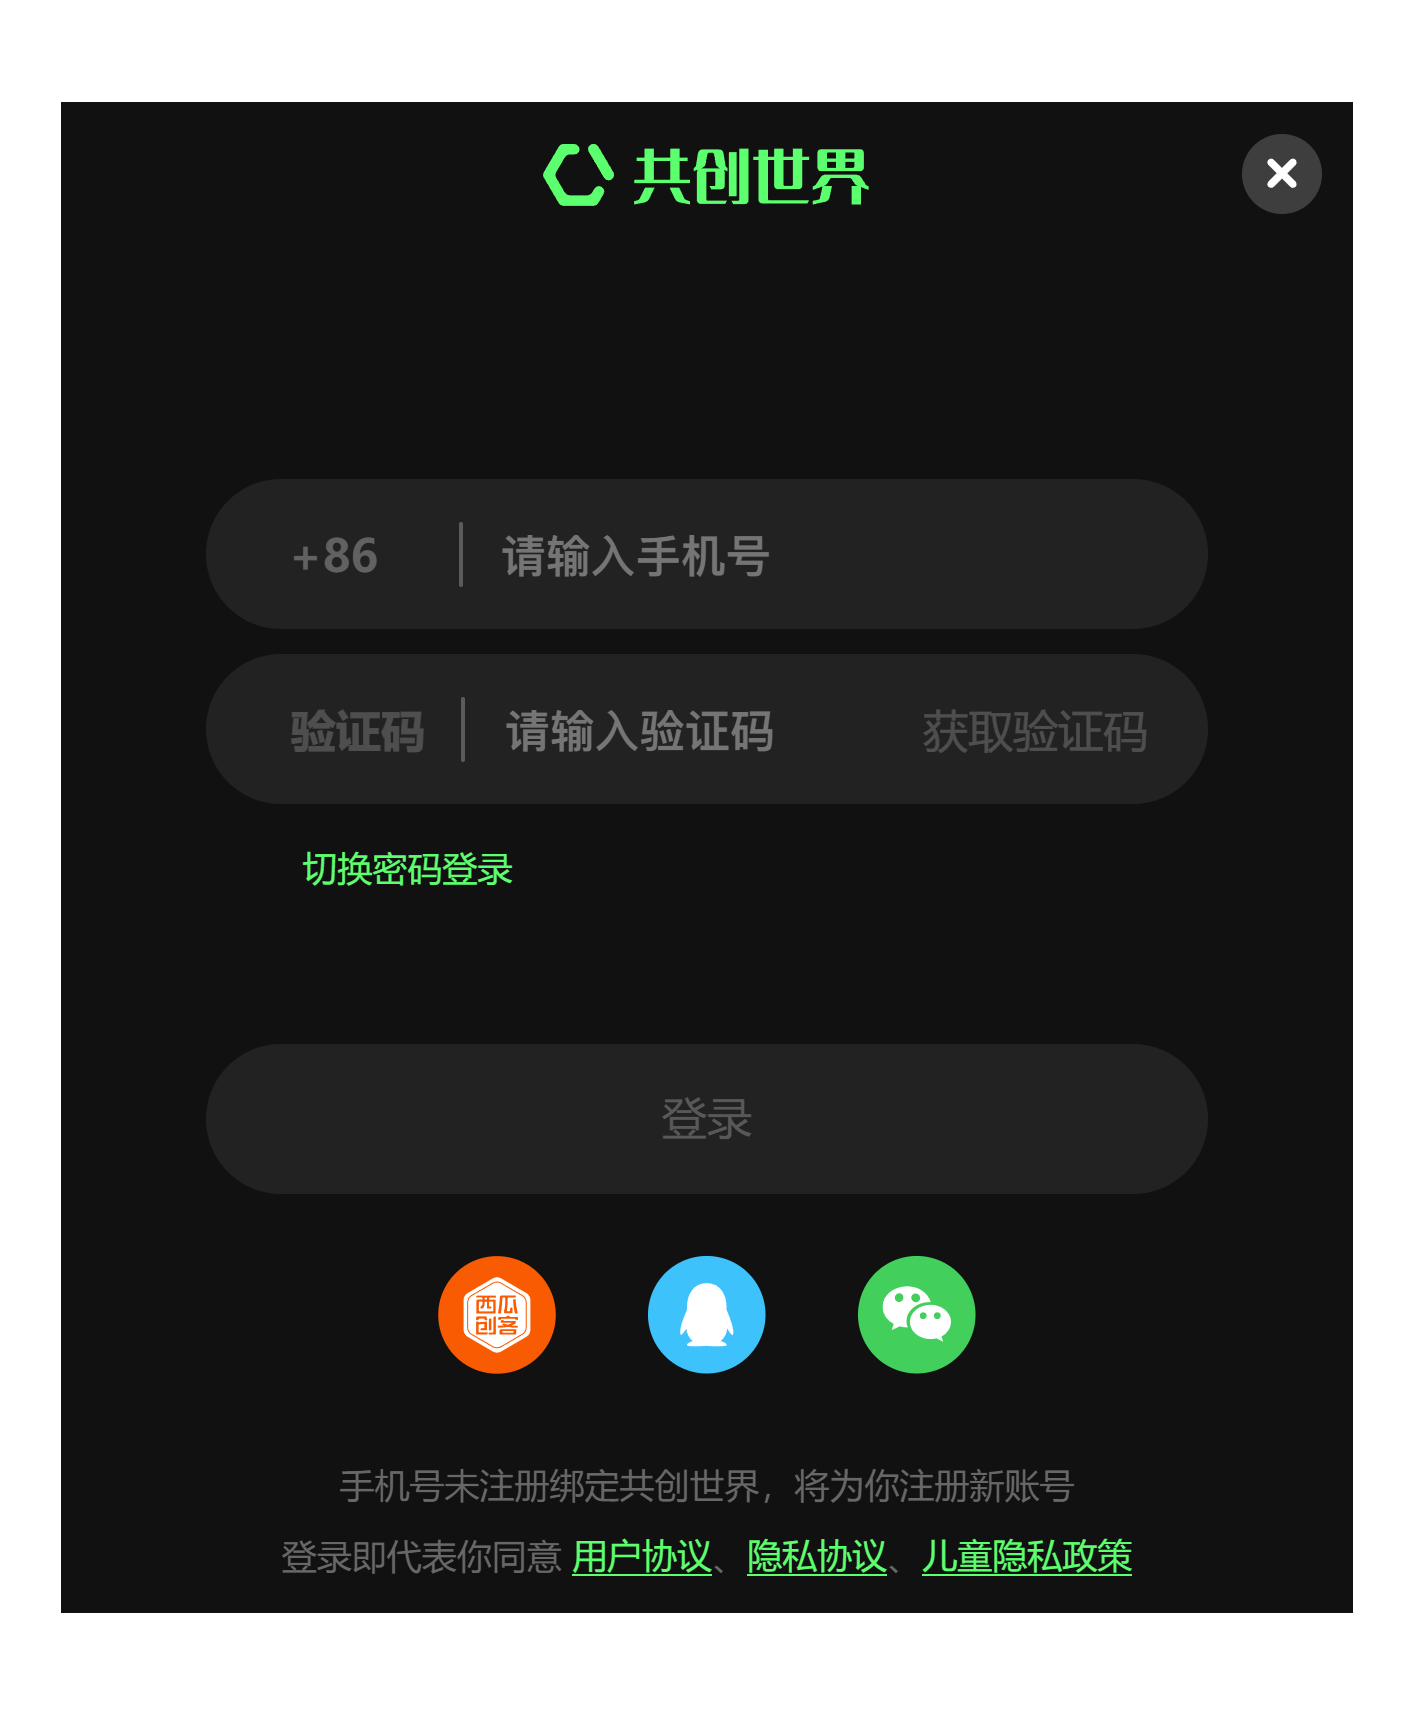 共创世界
+86 请输入手机号
验证码 请输入验证码 获取验证码
切换密码登录
登录
西瓜
创客
手机号未注册绑定共创世界，将为你注册新账号
登录即代表你同意 用户协议、隐私协议、儿童隐私政策